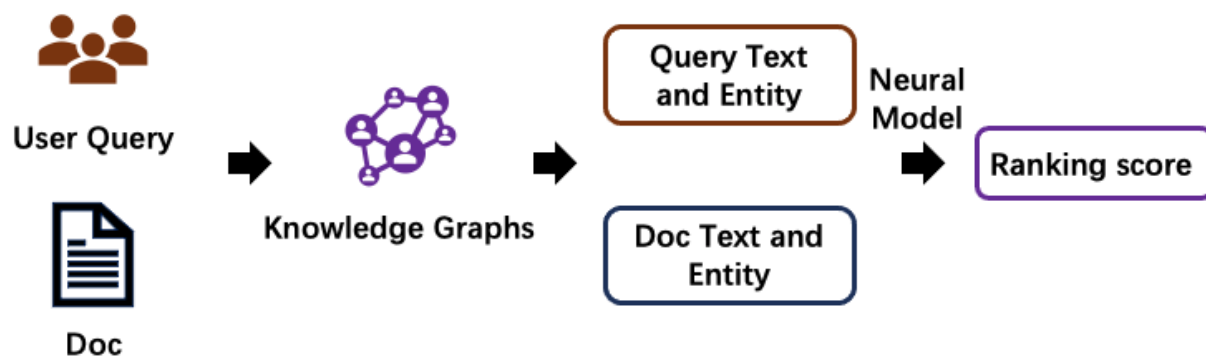 User Query
Doc
Knowledge Graphs
Query Text
and Entity
Doc Text and
Entity
Neural
Model
Ranking score